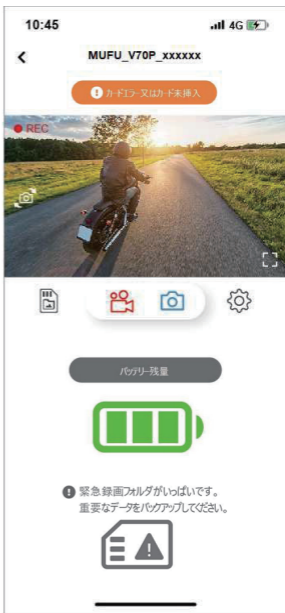 10:45
4G
MUFU_V70P_xxxxxx
カードエラー又はカード未挿入
REC
バッテリー残量
緊急録画フォルダがいっぱいです。
重要なデータをバックアップしてください。